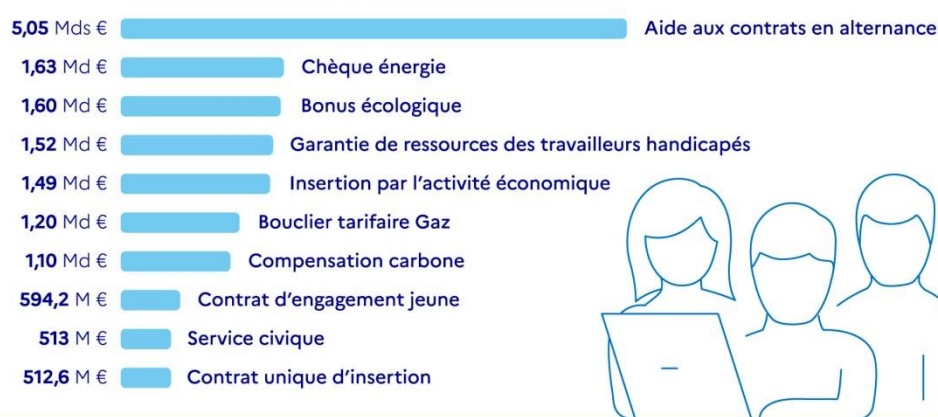 5,05 Mds € Aide aux contrats en alternance
1,63 Md € Chèque énergie
1,60 Md € Bonus écologique
1,52 Md € Garantie de ressources des travailleurs handicapés
1,49 Md € Insertion par l'activité économique
1,20 Md € Bouclier tarifaire Gaz
1,10 Md € Compensation carbone
594,2 M € Contrat d'engagement jeune
513 M € Service civique
512,6 M € Contrat unique d'insertion